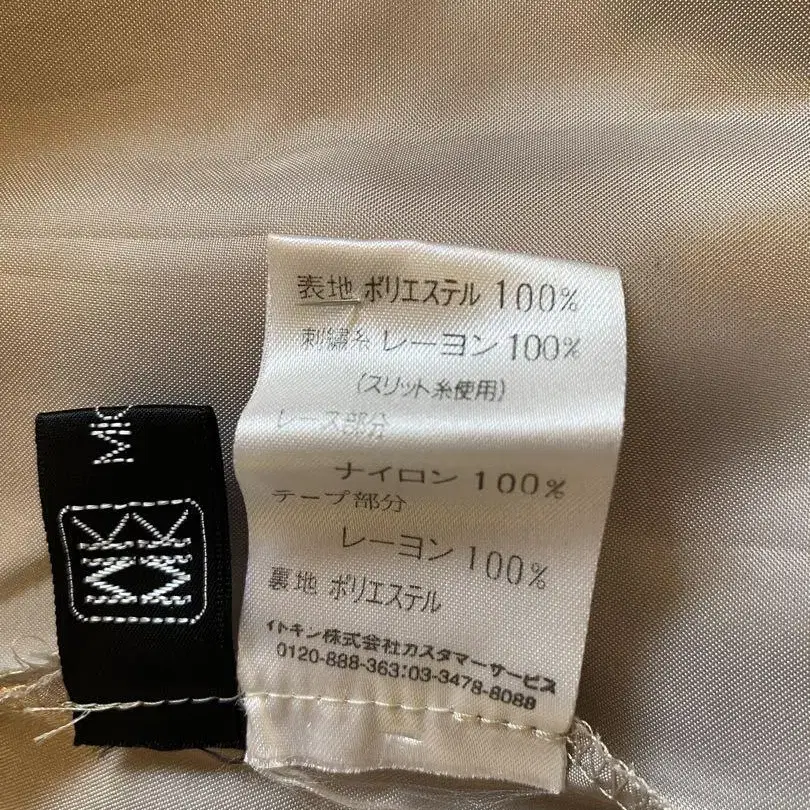 表地 ポリエステル 100%
刺繍糸 レーヨン 100%
(スリット糸使用)
レース部分
ナイロン 100%
テープ部分
レーヨン 100%
裏地 ポリエステル
イトキン株式会社カスタマーサービス
0120-888-363:03-3478-8088